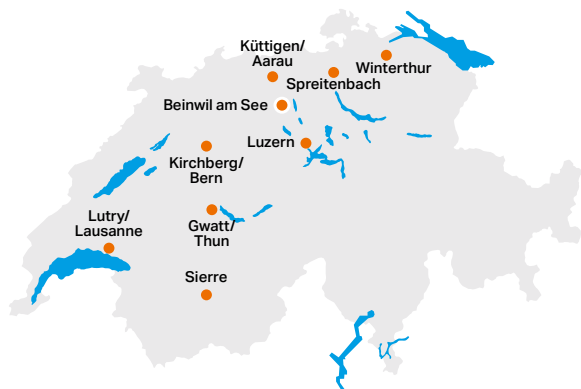 Küttigen/
Aarau
Winterthur
Spreitenbach
Beinwil am See
Luzern
Kirchberg/
Bern
Lutry/
Lausanne
Gwatt/
Thun
Sierre